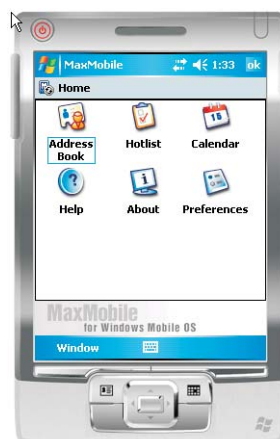 MaxMobile
1:33 ok
Home
Address Book
Hotlist
Calendar
15
Help
About
Preferences
MaxMobile
for Windows Mobile OS
Window